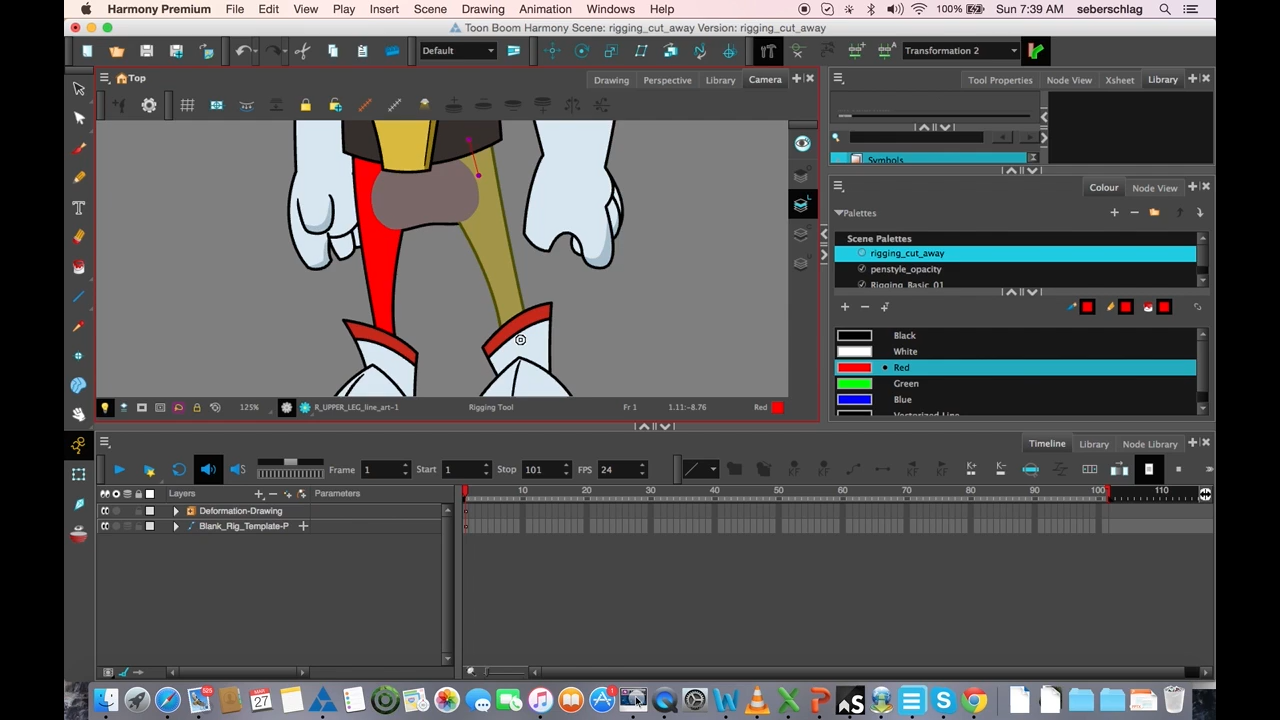 Harmony Premium File Edit View Play Insert Scene Drawing Animation Windows Help 100% Sun 7:39 AM seberschlag
Toon Boom Harmony Scene: rigging_cut_away Version: rigging_cut_away
Default Transformation 2
Top Drawing Perspective Library Camera Tool Properties Node View Xsheet Library
Symbols
Colour Node View
Palettes
Scene Palettes
rigging_cut_away
penstyle_opacity
Rigging_Basic_01
Black
White
Red
Green
Blue
Vectorized Line
125% R_UPPER_LEG_line_art-1 Rigging Tool Fr 1 1.11:-8.76 Red
Timeline Library Node Library
Frame 1 Start 1 Stop 101 FPS 24
Layers Parameters 10 20 30 40 50 60 70 80 90 100 110
Deformation-Drawing
Blank_Rig_Template-P